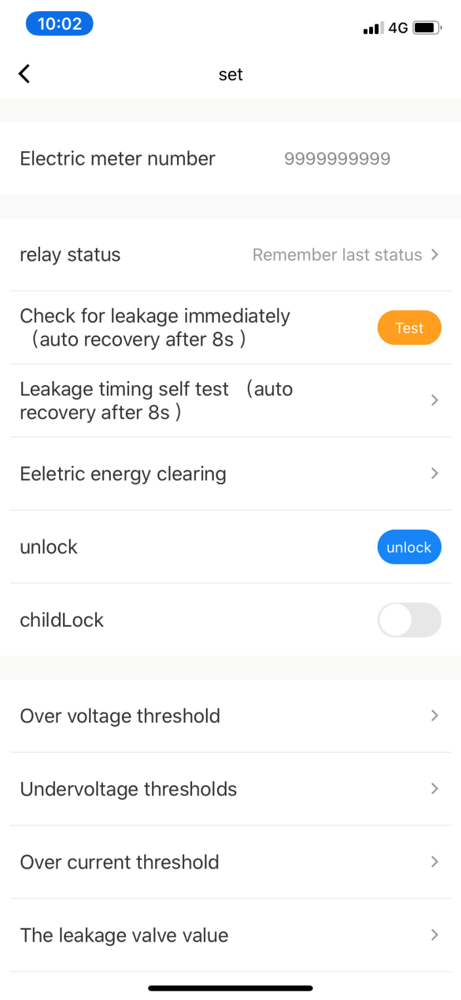 10:02
4G
set
Electric meter number 9999999999
relay status Remember last status
Check for leakage immediately
（auto recovery after 8s ）
Test
Leakage timing self test （auto
recovery after 8s ）
Eeletric energy clearing
unlock unlock
childLock
Over voltage threshold
Undervoltage thresholds
Over current threshold
The leakage valve value